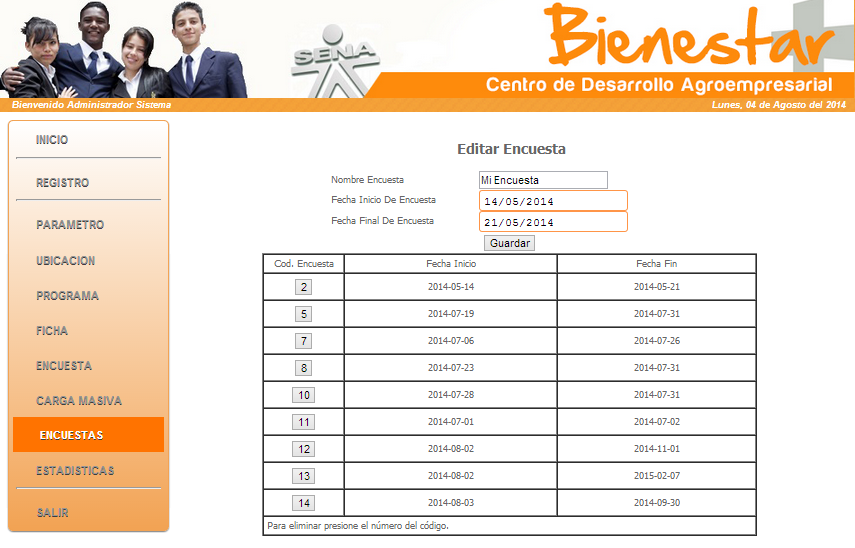 SENA
Bienestar
Centro de Desarrollo Agroempresarial
Bienvenido Administrador Sistema
Lunes, 04 de Agosto del 2014
INICIO
REGISTRO
PARAMETRO
UBICACION
PROGRAMA
FICHA
ENCUESTA
CARGA MASIVA
ENCUESTAS
ESTADISTICAS
SALIR
Editar Encuesta
Nombre Encuesta Mi Encuesta
Fecha Inicio De Encuesta 14/05/2014
Fecha Final De Encuesta 21/05/2014
Guardar
Cod. Encuesta Fecha Inicio Fecha Fin
2 2014-05-14 2014-05-21
5 2014-07-19 2014-07-31
7 2014-07-06 2014-07-26
8 2014-07-23 2014-07-31
10 2014-07-28 2014-07-31
11 2014-07-01 2014-07-02
12 2014-08-02 2014-11-01
13 2014-08-02 2015-02-07
14 2014-08-03 2014-09-30
Para eliminar presione el número del código.